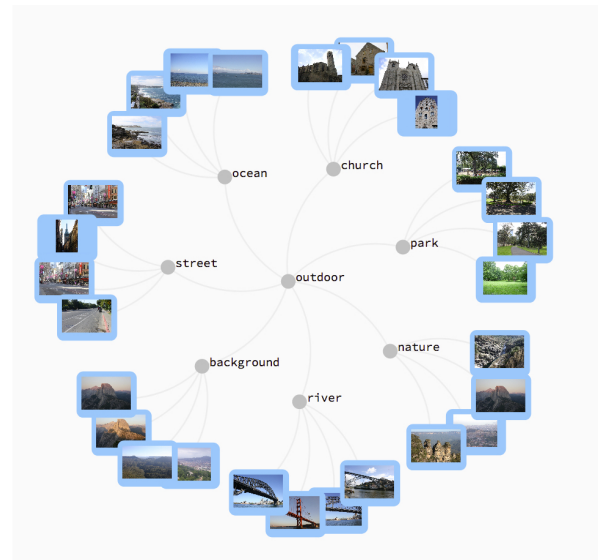 church
ocean
park
street
outdoor
nature
background
river